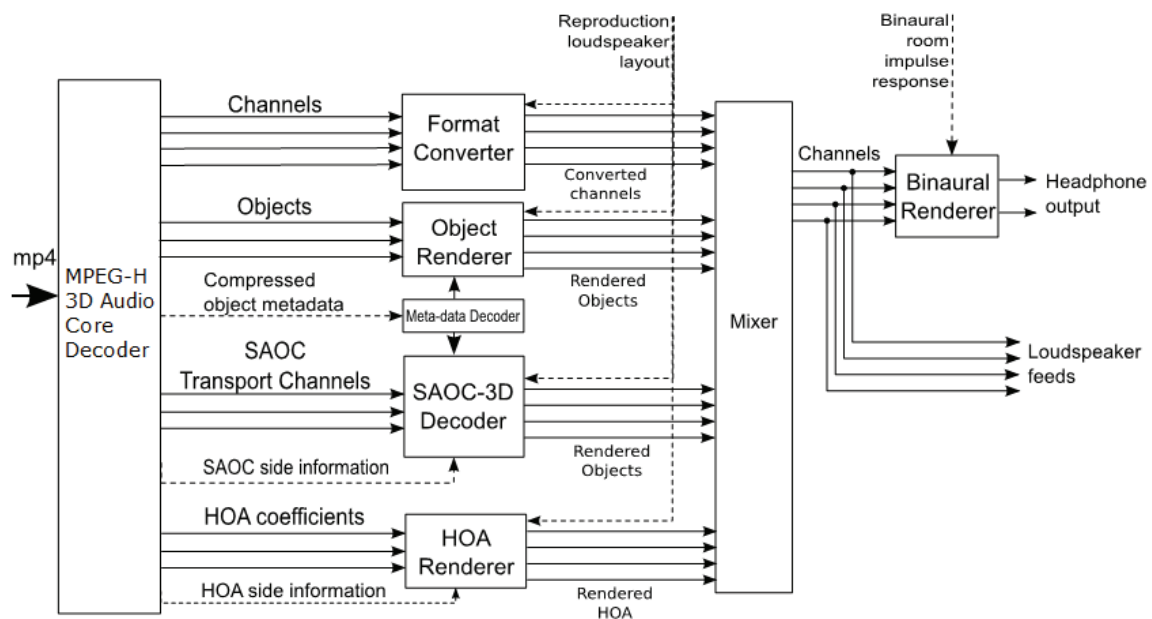 Reproduction
loudspeaker
layout
Binaural
room
impulse
response
Channels
Format
Converter
Converted
channels
Channels
Binaural
Renderer
Headphone
output
Objects
Object
Renderer
mp4
MPEG-H
3D Audio
Core
Decoder
Compressed
object metadata
Meta-data Decoder
Rendered
Objects
Mixer
SAOC
Transport Channels
SAOC-3D
Decoder
Loudspeaker
feeds
Rendered
Objects
SAOC side information
HOA coefficients
HOA
Renderer
HOA side information
Rendered
HOA